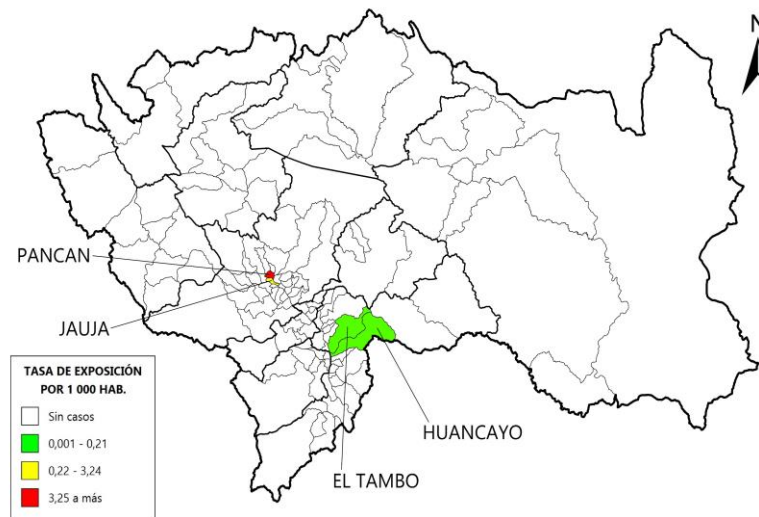 N
PANCAN
JAUJA
HUANCAYO
EL TAMBO
TASA DE EXPOSICIÓN
POR 1 000 HAB.
Sin casos
0,001 - 0,21
0,22 - 3,24
3,25 a más